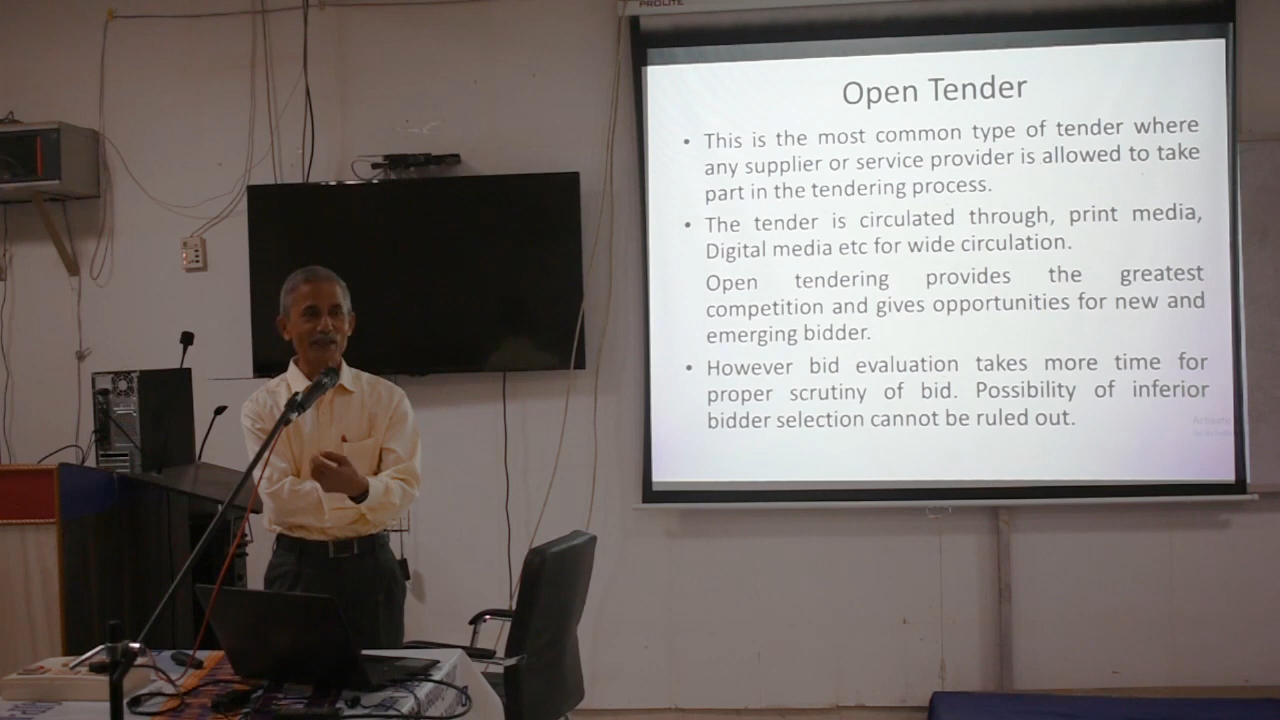 PROLITE
Open Tender
• This is the most common type of tender where
any supplier or service provider is allowed to take
part in the tendering process.
• The tender is circulated through, print media,
Digital media etc for wide circulation.
Open tendering provides the greatest
competition and gives opportunities for new and
emerging bidder.
• However bid evaluation takes more time for
proper scrutiny of bid. Possibility of inferior
bidder selection cannot be ruled out.
Activate